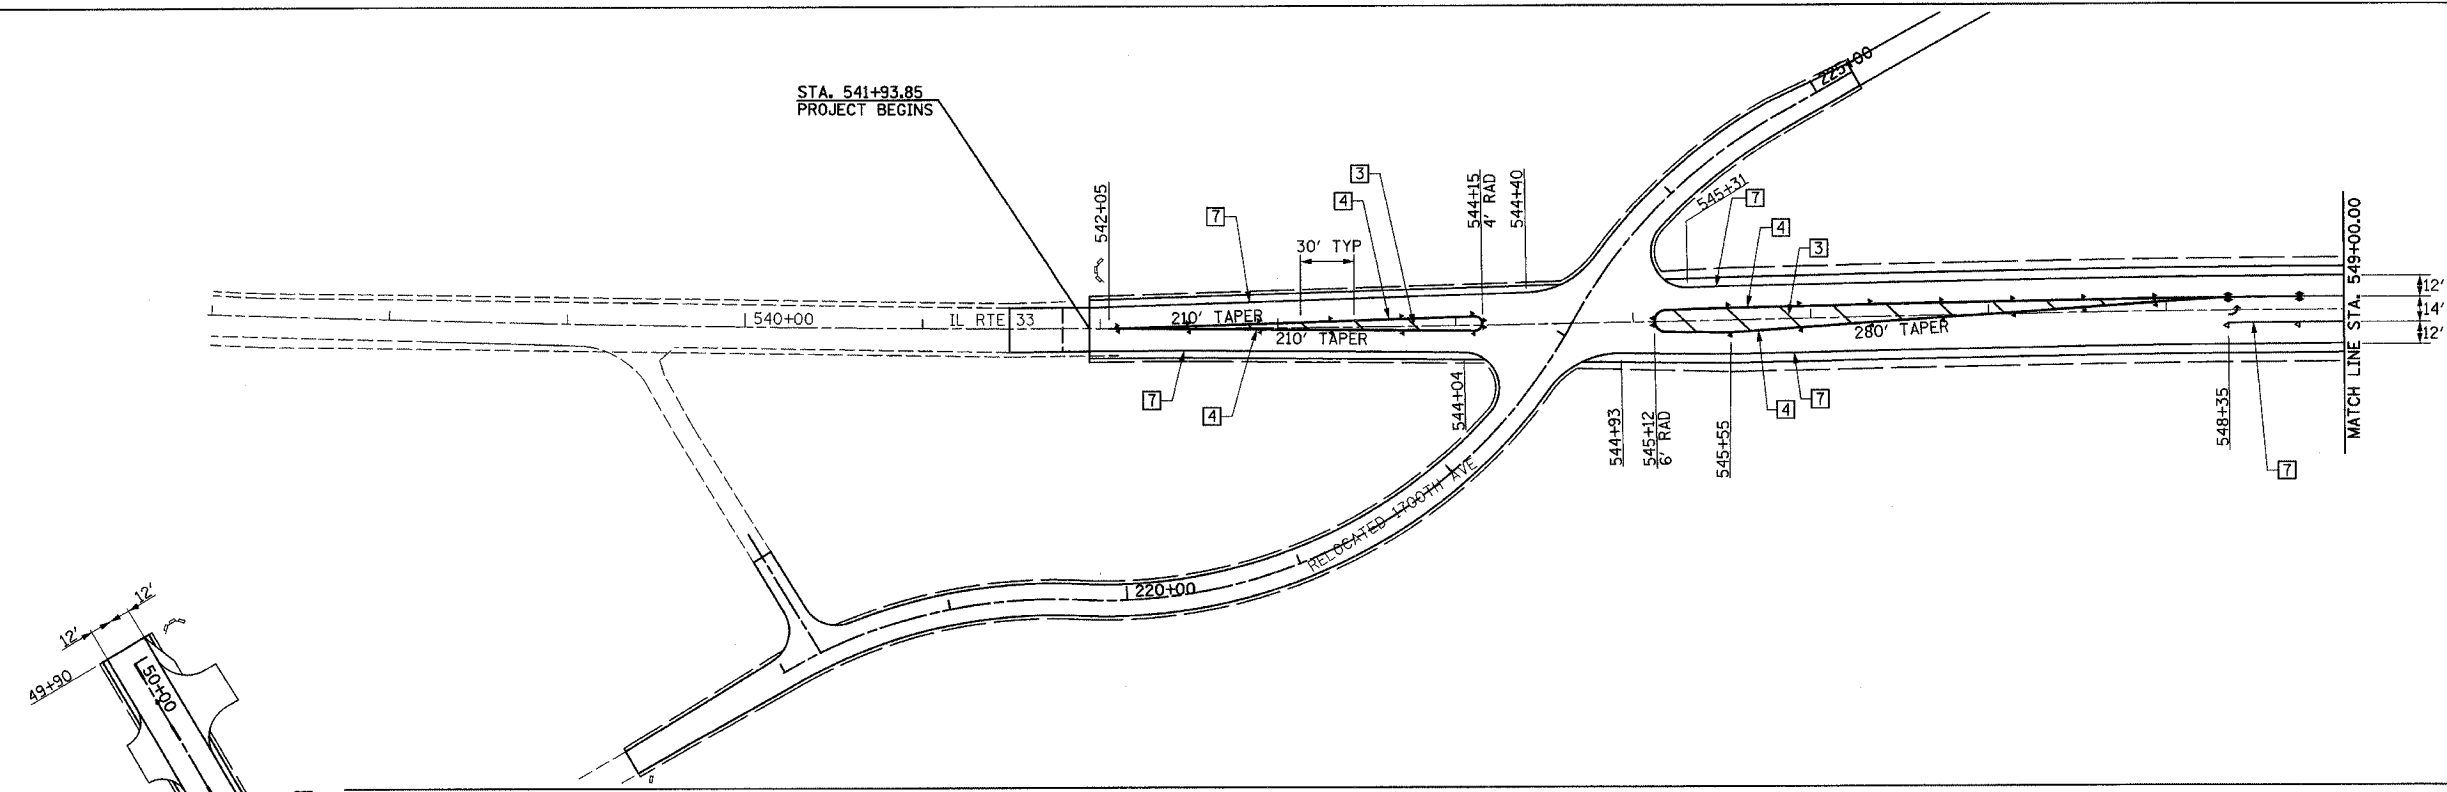 225+00
STA. 541+93.85
PROJECT BEGINS
3
4
7
542+05
30' TYP
544+15
4' RAD
544+40
545+31
7
4
3
MATCH LINE STA. 549+00.00
12'
14'
12'
540+00
IL RTE 33
210' TAPER
210' TAPER
280' TAPER
7
4
544+04
544+93
545+12
6' RAD
545+55
4
7
548+35
7
RELOCATED 1700TH AVE
220+00
12'
12'
49+90
50+00